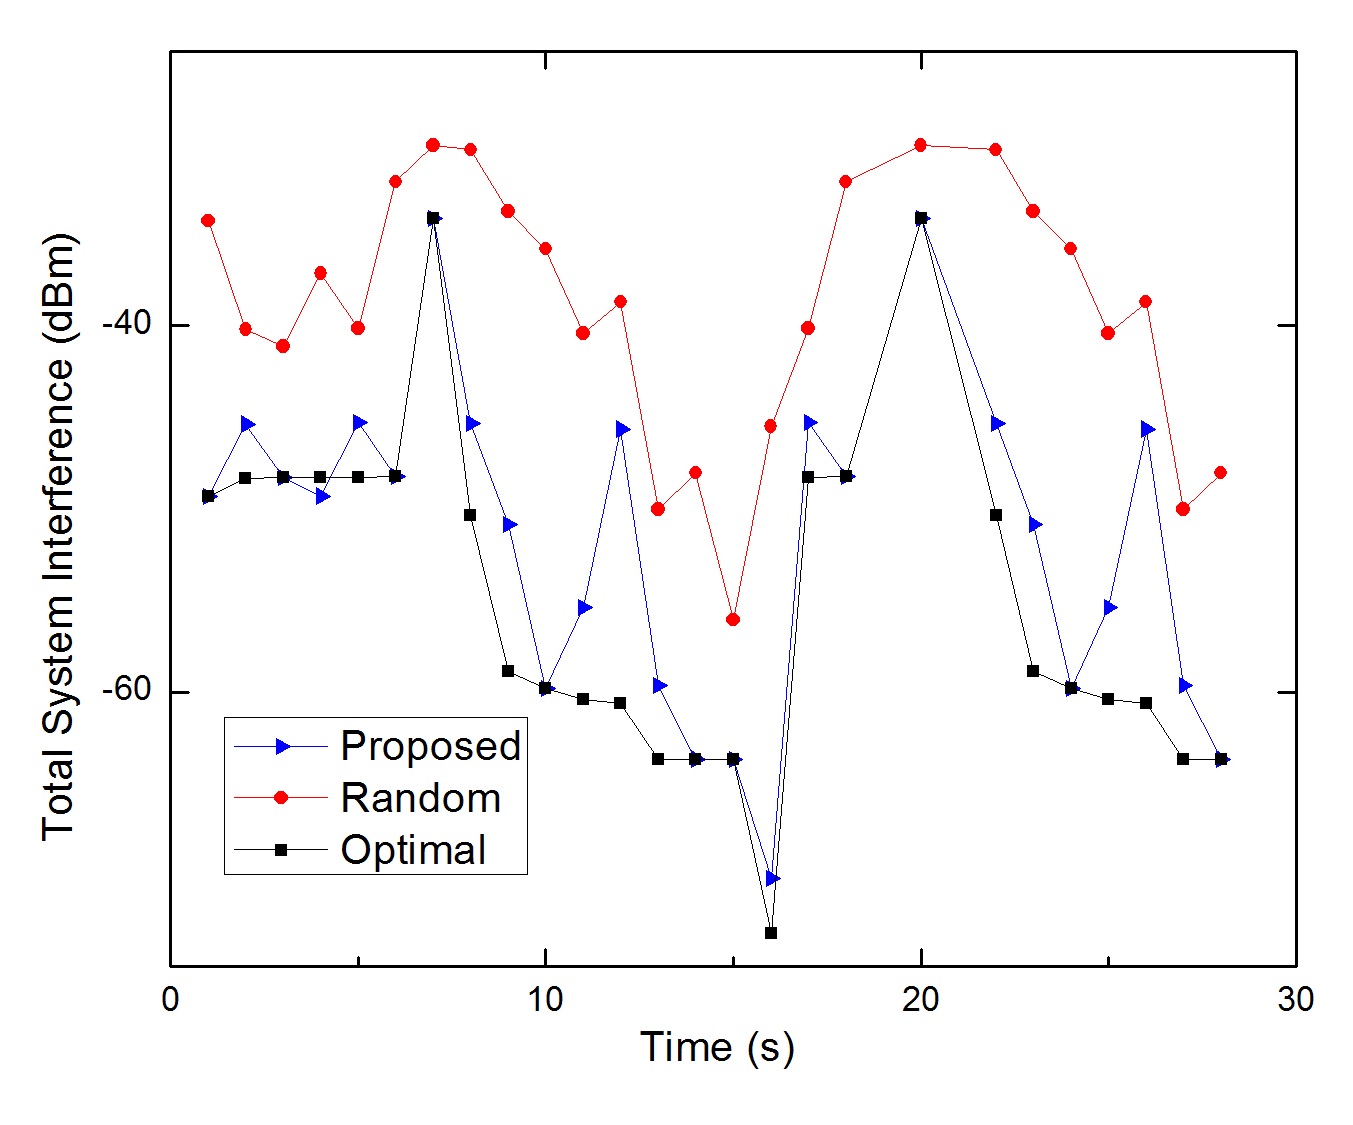 Total System Interference (dBm)
-40
-60
Proposed
Random
Optimal
0 10 20 30
Time (s)